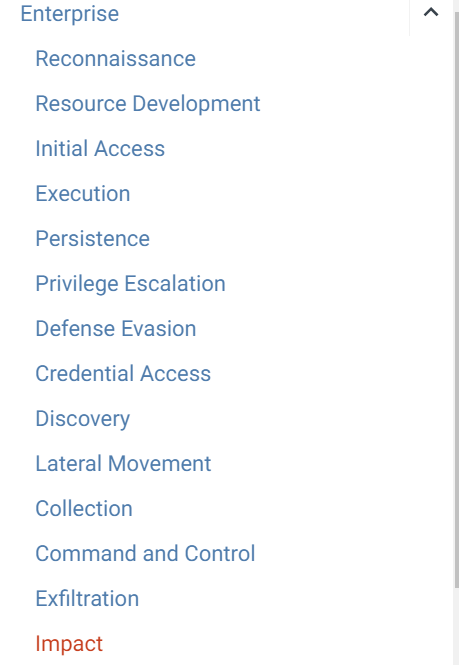 Enterprise
Reconnaissance
Resource Development
Initial Access
Execution
Persistence
Privilege Escalation
Defense Evasion
Credential Access
Discovery
Lateral Movement
Collection
Command and Control
Exfiltration
Impact